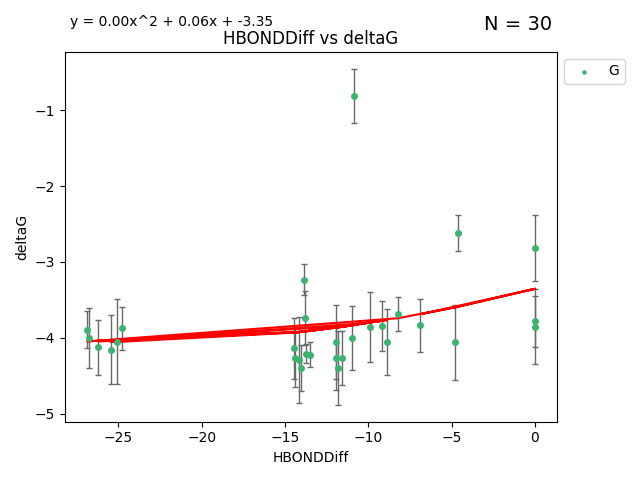 y = 0.00x^2 + 0.06x + -3.35
N = 30
HBONDDiff vs deltaG
G
−1
−2
−3
−4
−5
deltaG
−25
−20
−15
−10
−5
0
HBONDDiff